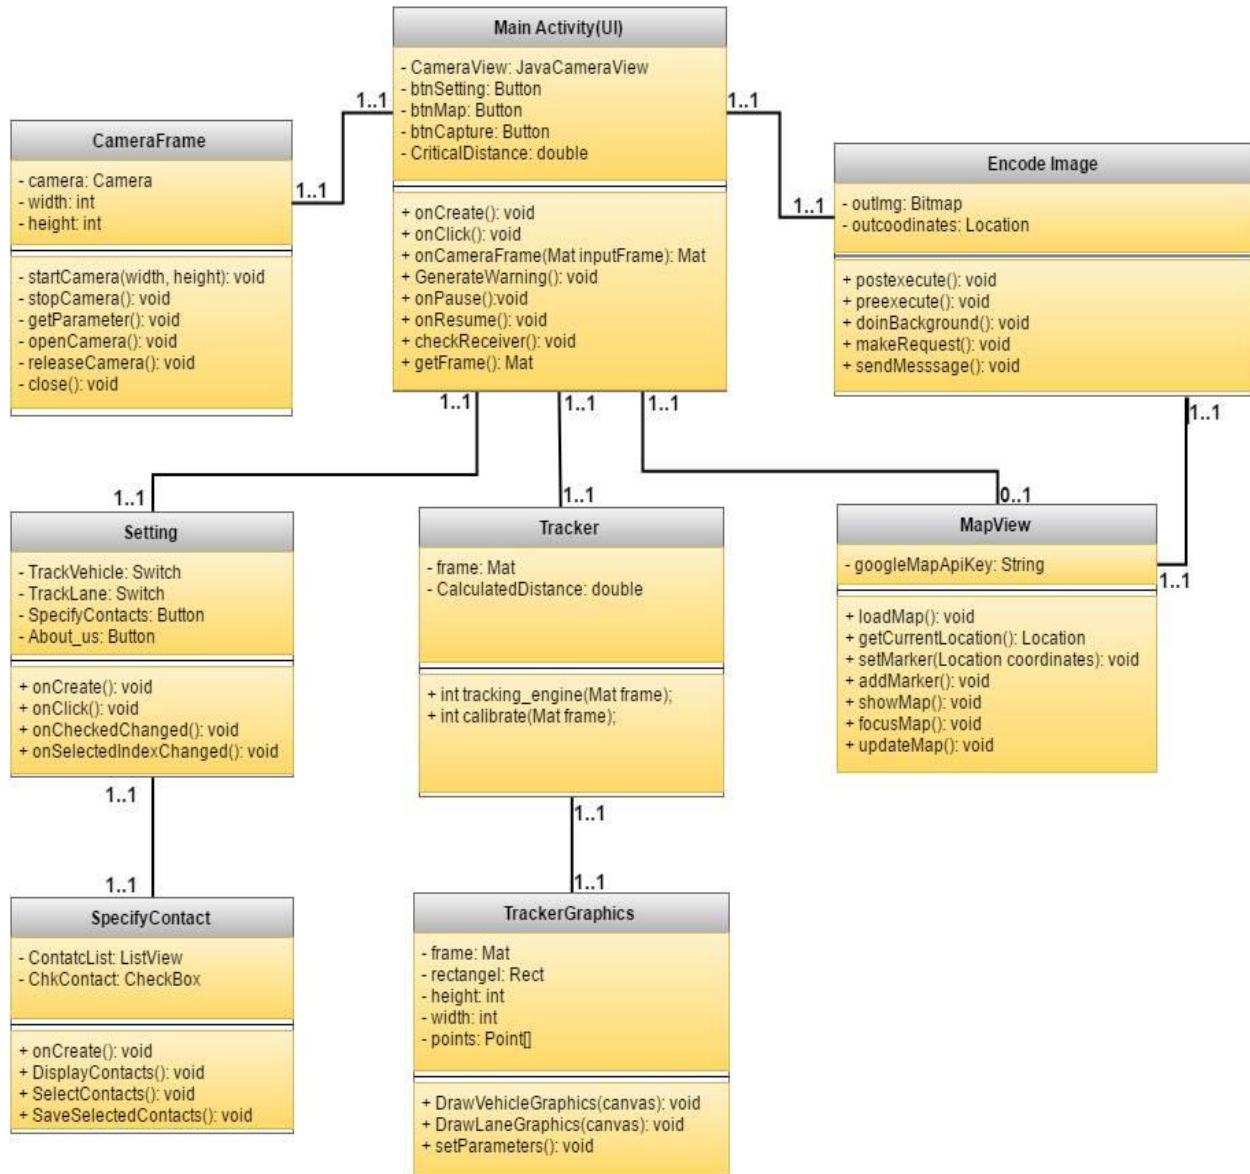 Main Activity(UI)
- CameraView: JavaCameraView
- btnSetting: Button
- btnMap: Button
- btnCapture: Button
- CriticalDistance: double
+ onCreate(): void
+ onClick(): void
+ onCameraFrame(Mat inputFrame): Mat
+ GenerateWarning(): void
+ onPause():void
+ onResume(): void
+ checkReceiver(): void
+ getFrame(): Mat
1..1
1..1
1..1
1..1
CameraFrame
- camera: Camera
- width: int
- height: int
- startCamera(width, height): void
- stopCamera(): void
- getParameter(): void
- openCamera(): void
- releaseCamera(): void
- close(): void
Encode Image
- outImg: Bitmap
- outcoodinates: Location
+ postexecute(): void
+ preexecute(): void
+ doinBackground(): void
+ makeRequest(): void
+ sendMesssage(): void
1..1
1..1
1..1
1..1
1..1
1..1
0..1
1..1
Setting
- TrackVehicle: Switch
- TrackLane: Switch
- SpecifyContacts: Button
- About_us: Button
+ onCreate(): void
+ onClick(): void
+ onCheckedChanged(): void
+ onSelectedIndexChanged(): void
Tracker
- frame: Mat
- CalculatedDistance: double
+ int tracking_engine(Mat frame);
+ int calibrate(Mat frame);
MapView
- googleMapApiKey: String
+ loadMap(): void
+ getCurrentLocation(): Location
+ setMarker(Location coordinates): void
+ addMarker(): void
+ showMap(): void
+ focusMap(): void
+ updateMap(): void
1..1
1..1
1..1
1..1
SpecifyContact
- ContatcList: ListView
- ChkContact: CheckBox
+ onCreate(): void
+ DisplayContacts(): void
+ SelectContacts(): void
+ SaveSelectedContacts(): void
TrackerGraphics
- frame: Mat
- rectangel: Rect
- height: int
- width: int
- points: Point[]
+ DrawVehicleGraphics(canvas): void
+ DrawLaneGraphics(canvas): void
+ setParameters(): void